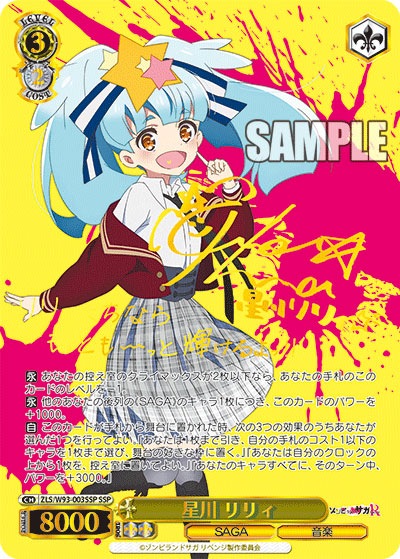 LEVEL
3
2
COST
SAMPLE
永 あなたの控え室のクライマックスが2枚以下なら、あなたの手札のこの
カードのレベルを－1。
永 他のあなたの後列の《SAGA》のキャラ1枚につき、このカードのパワーを
＋1000。
自 このカードが手札から舞台に置かれた時、次の3つの効果のうちあなたが
選んだ1つを行ってよい。『あなたは1枚まで引き、自分の手札のコスト1以下の
キャラを1枚まで選び、舞台の好きな枠に置く。』『あなたは自分のクロックの
上から1枚を、控え室に置いてよい。』『あなたのキャラすべてに、そのターン中、
パワーを＋3000。』
CH ZLS/W93-003SSP SSP
星川 リリィ
ゾンビランドサガR
8000
SAGA
音楽
©ゾンビランドサガ リベンジ製作委員会